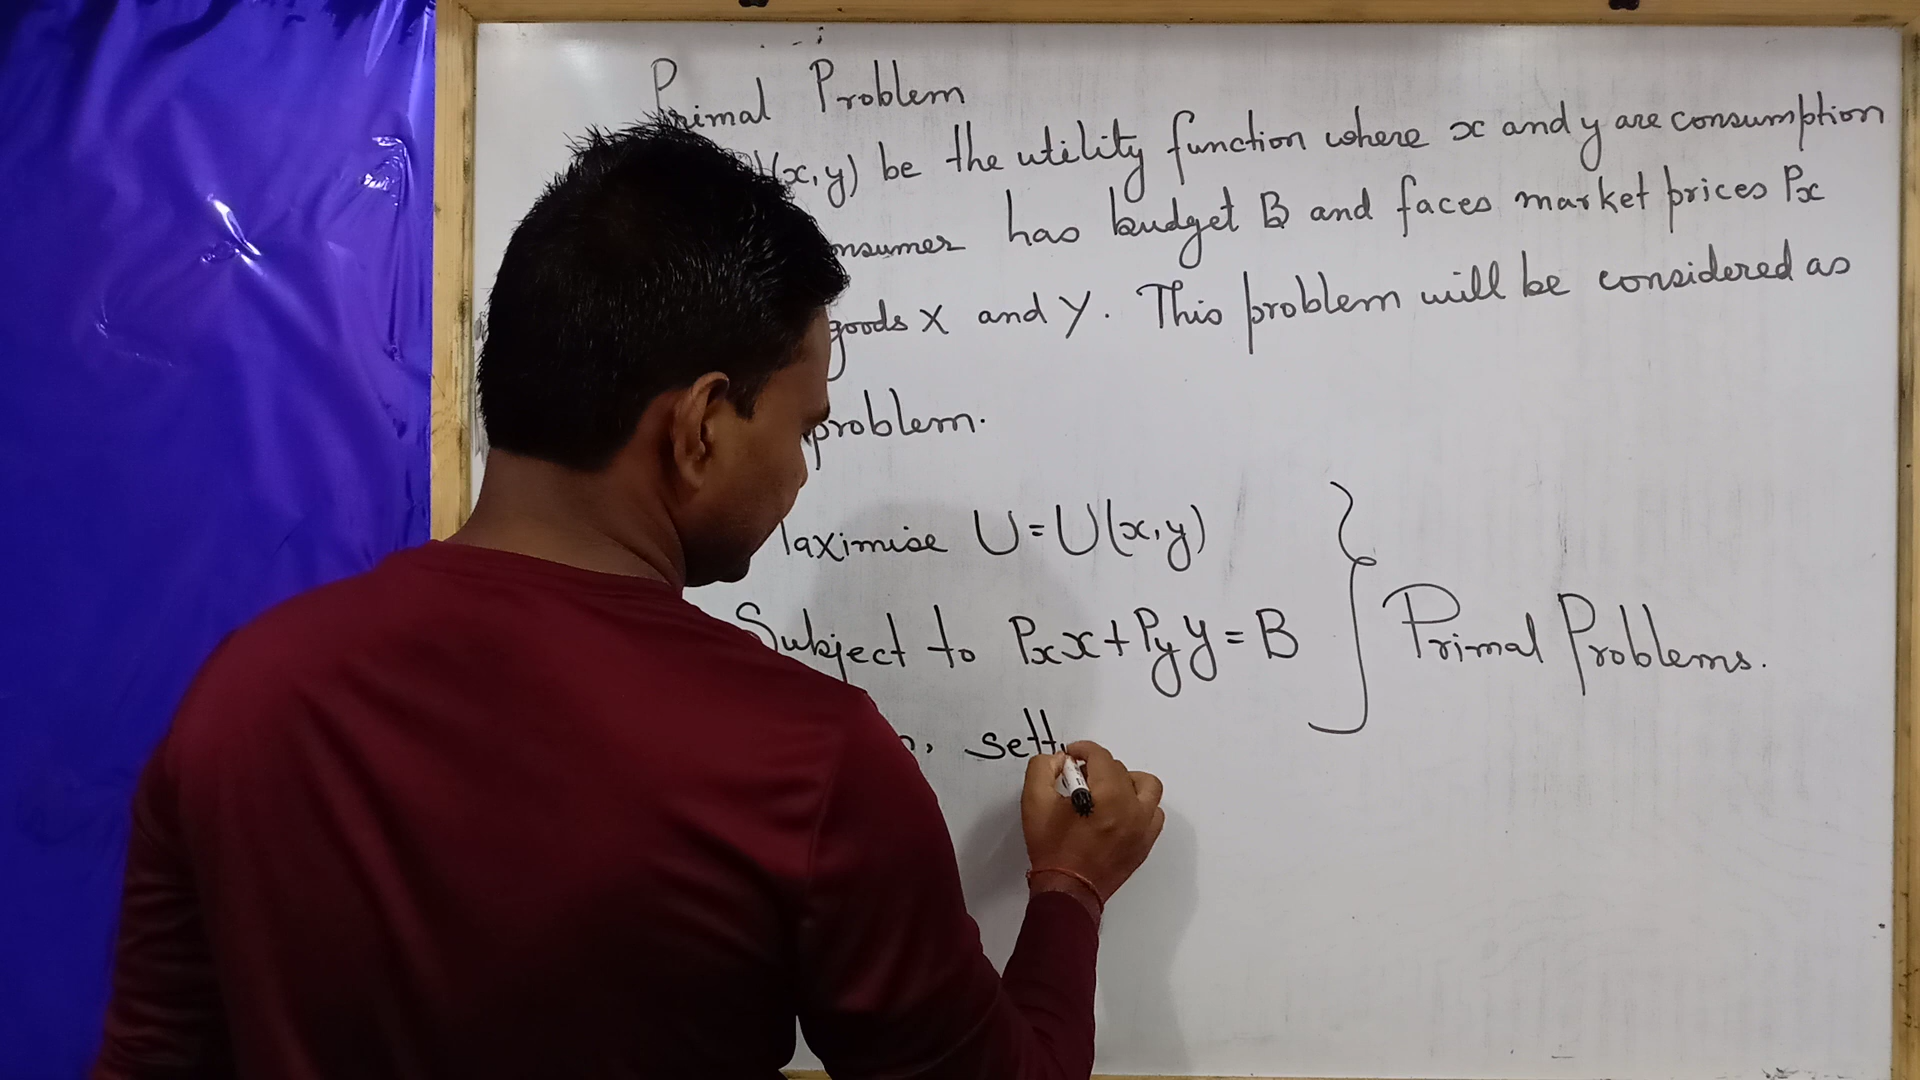 Primal Problem
(x,y) be the utility function where x and y are consumption
nsumer has budget B and faces market prices Px
goods X and Y. This problem will be considered as
problem.
aximise U = U(x,y)
Subject to Pxx + Pyy = B } Primal Problems.
sett